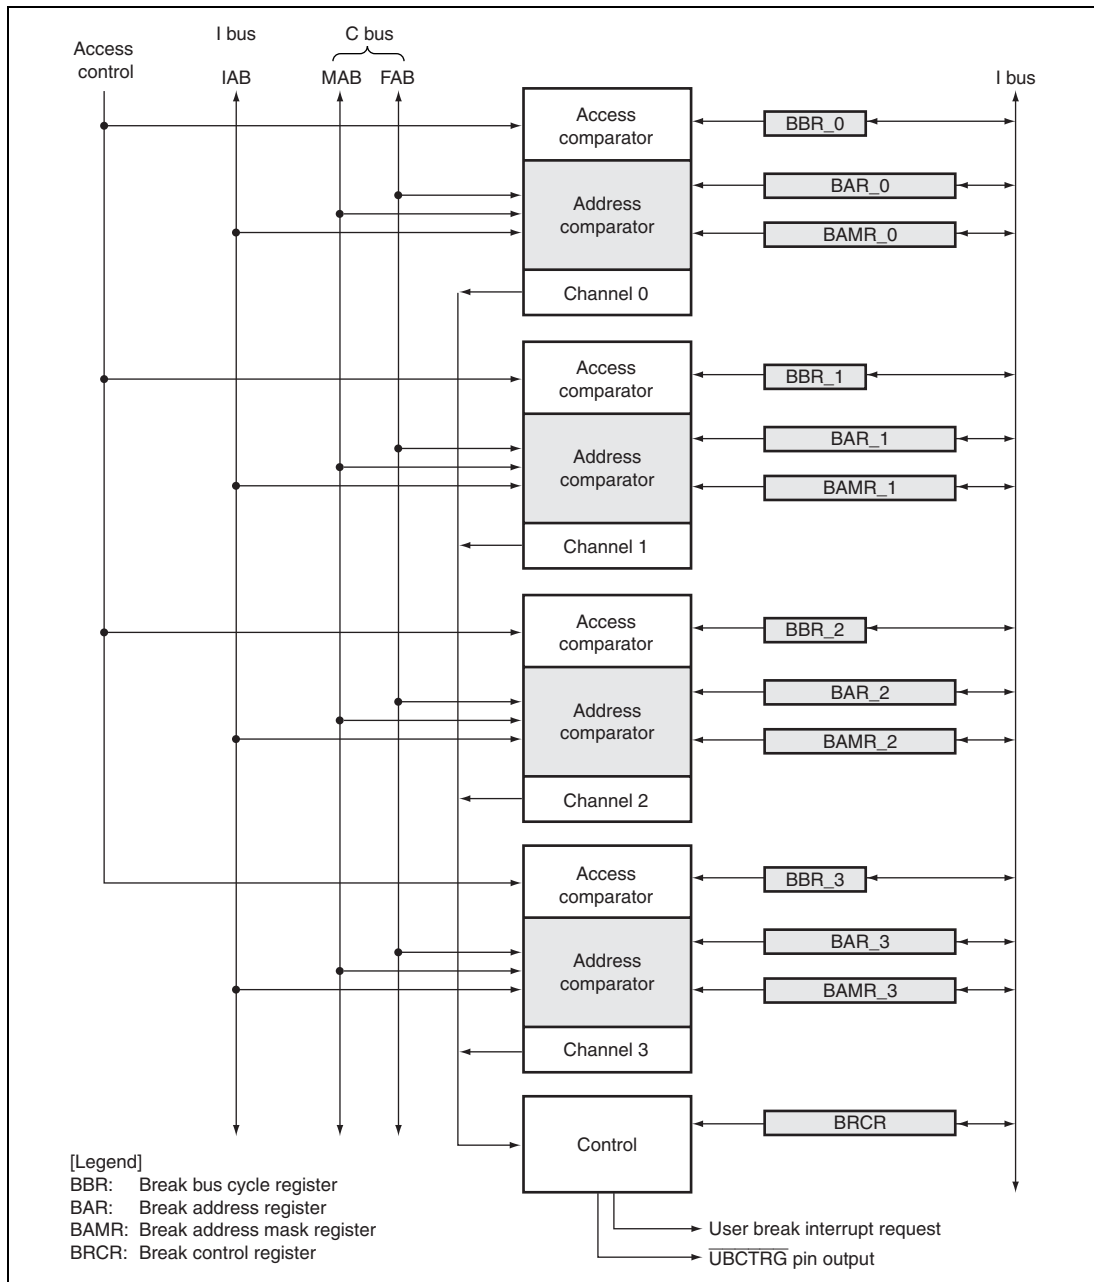 Access
control
I bus
C bus
IAB
MAB
FAB
I bus
Access
comparator
BBR_0
Address
comparator
BAR_0
BAMR_0
Channel 0
Access
comparator
BBR_1
Address
comparator
BAR_1
BAMR_1
Channel 1
Access
comparator
BBR_2
Address
comparator
BAR_2
BAMR_2
Channel 2
Access
comparator
BBR_3
Address
comparator
BAR_3
BAMR_3
Channel 3
Control
BRCR
[Legend]
BBR: Break bus cycle register
BAR: Break address register
BAMR: Break address mask register
BRCR: Break control register
User break interrupt request
UBCTRG pin output